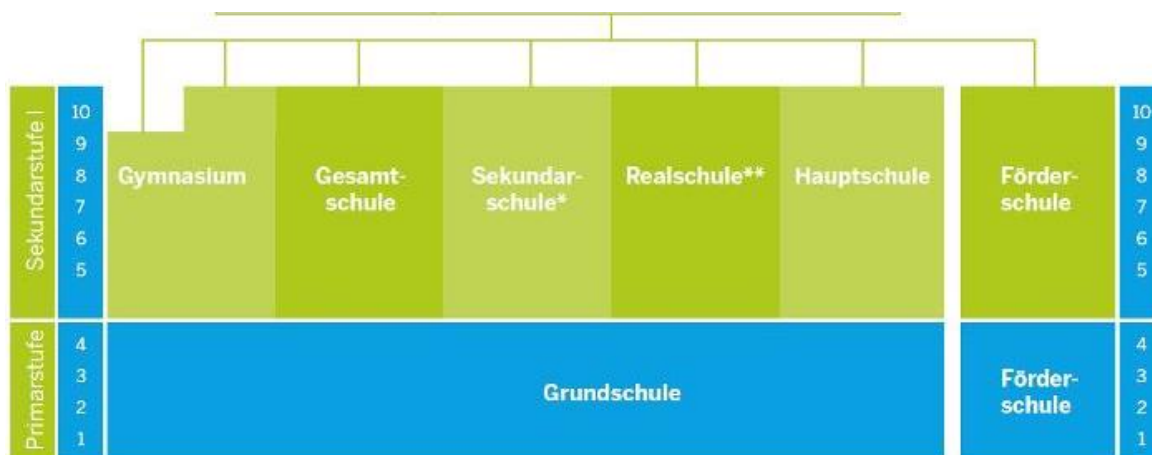 Sekundarstufe I
10
9
8
7
6
5
Gymnasium
Gesamt-
schule
Sekundar-
schule*
Realschule**
Hauptschule
Förder-
schule
10
9
8
7
6
5
Primarstufe
4
3
2
1
Grundschule
Förder-
schule
4
3
2
1